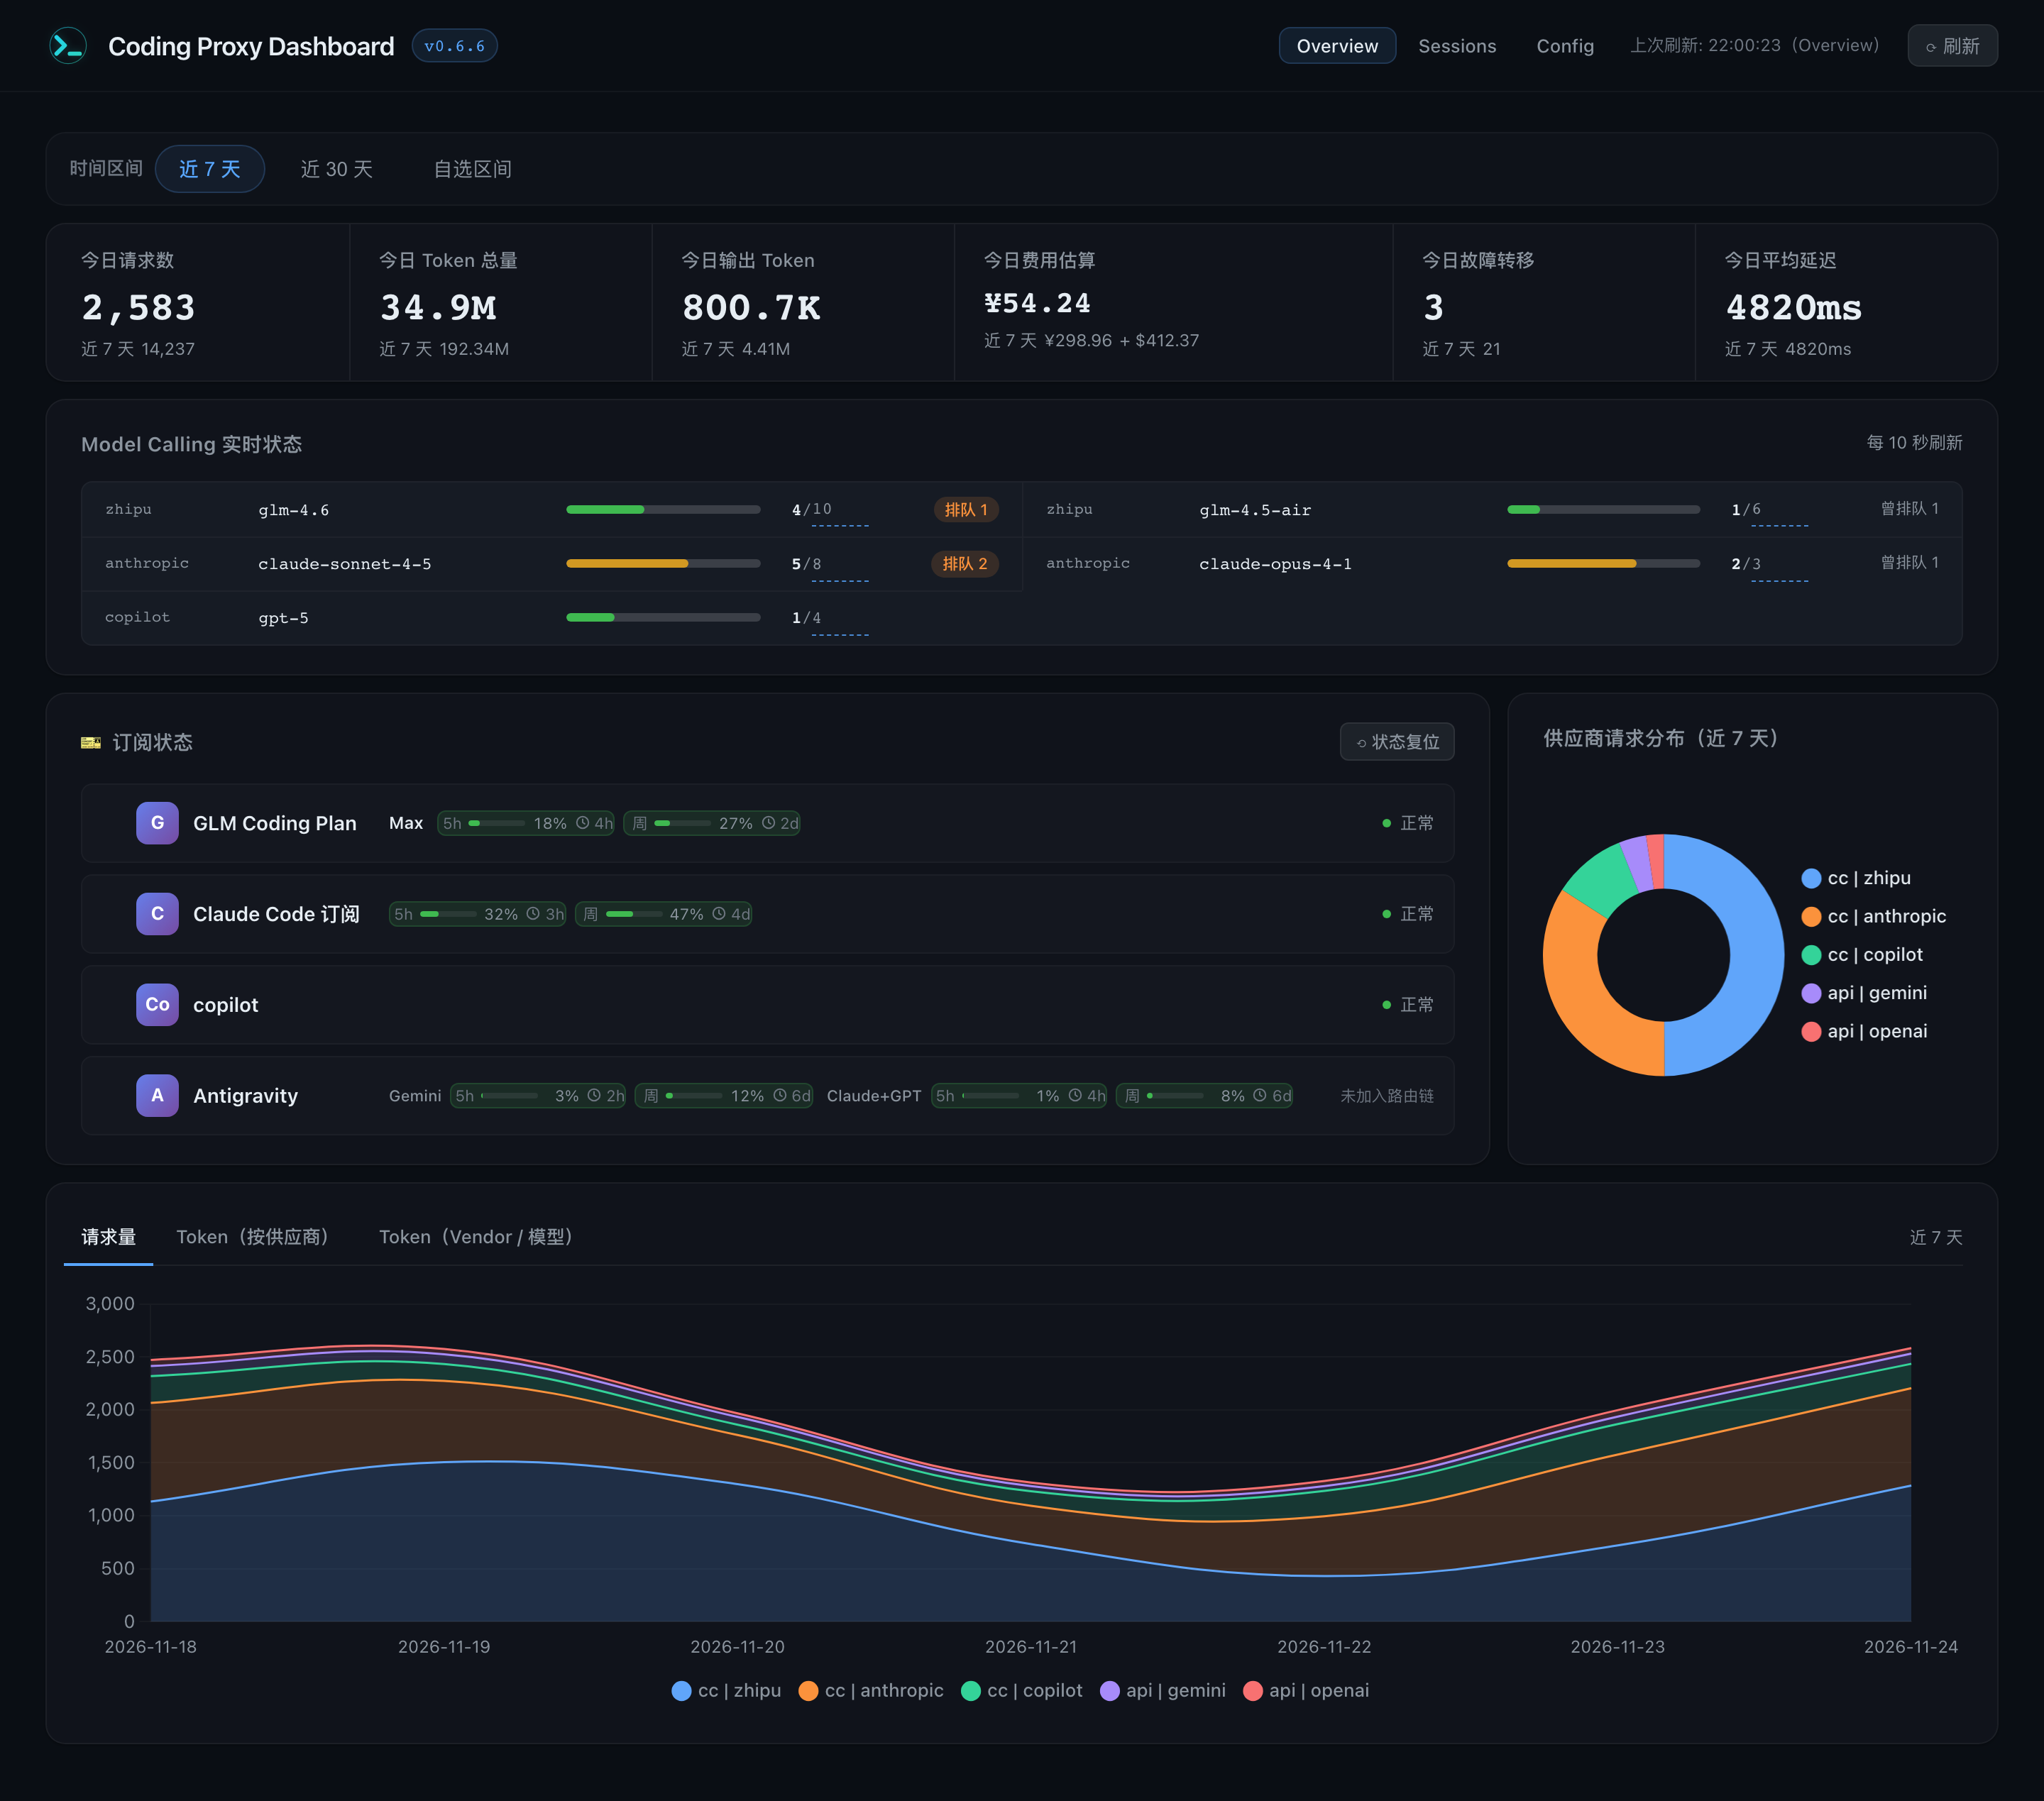 Coding Proxy Dashboard v0.6.6
Overview Sessions Config 上次刷新: 22:00:23 (Overview) 刷新
时间区间 近 7 天 近 30 天 自选区间
今日请求数
2,583
近 7 天 14,237
今日 Token 总量
34.9M
近 7 天 192.34M
今日输出 Token
800.7K
近 7 天 4.41M
今日费用估算
¥54.24
近 7 天 ¥298.96 + $412.37
今日故障转移
3
近 7 天 21
今日平均延迟
4820ms
近 7 天 4820ms
Model Calling 实时状态 每 10 秒刷新
zhipu glm-4.6 4/10 排队 1
zhipu glm-4.5-air 1/6 曾排队 1
anthropic claude-sonnet-4-5 5/8 排队 2
anthropic claude-opus-4-1 2/3 曾排队 1
copilot gpt-5 1/4
订阅状态 状态复位
G GLM Coding Plan Max 5h 18% 4h 周 27% 2d 正常
C Claude Code 订阅 5h 32% 3h 周 47% 4d 正常
Co copilot 正常
A Antigravity Gemini 5h 3% 2h 周 12% 6d Claude+GPT 5h 1% 4h 周 8% 6d 未加入路由链
供应商请求分布（近 7 天）
cc | zhipu
cc | anthropic
cc | copilot
api | gemini
api | openai
请求量 Token（按供应商） Token（Vendor / 模型） 近 7 天
3,000
2,500
2,000
1,500
1,000
500
0
2026-11-18 2026-11-19 2026-11-20 2026-11-21 2026-11-22 2026-11-23 2026-11-24
cc | zhipu cc | anthropic cc | copilot api | gemini api | openai